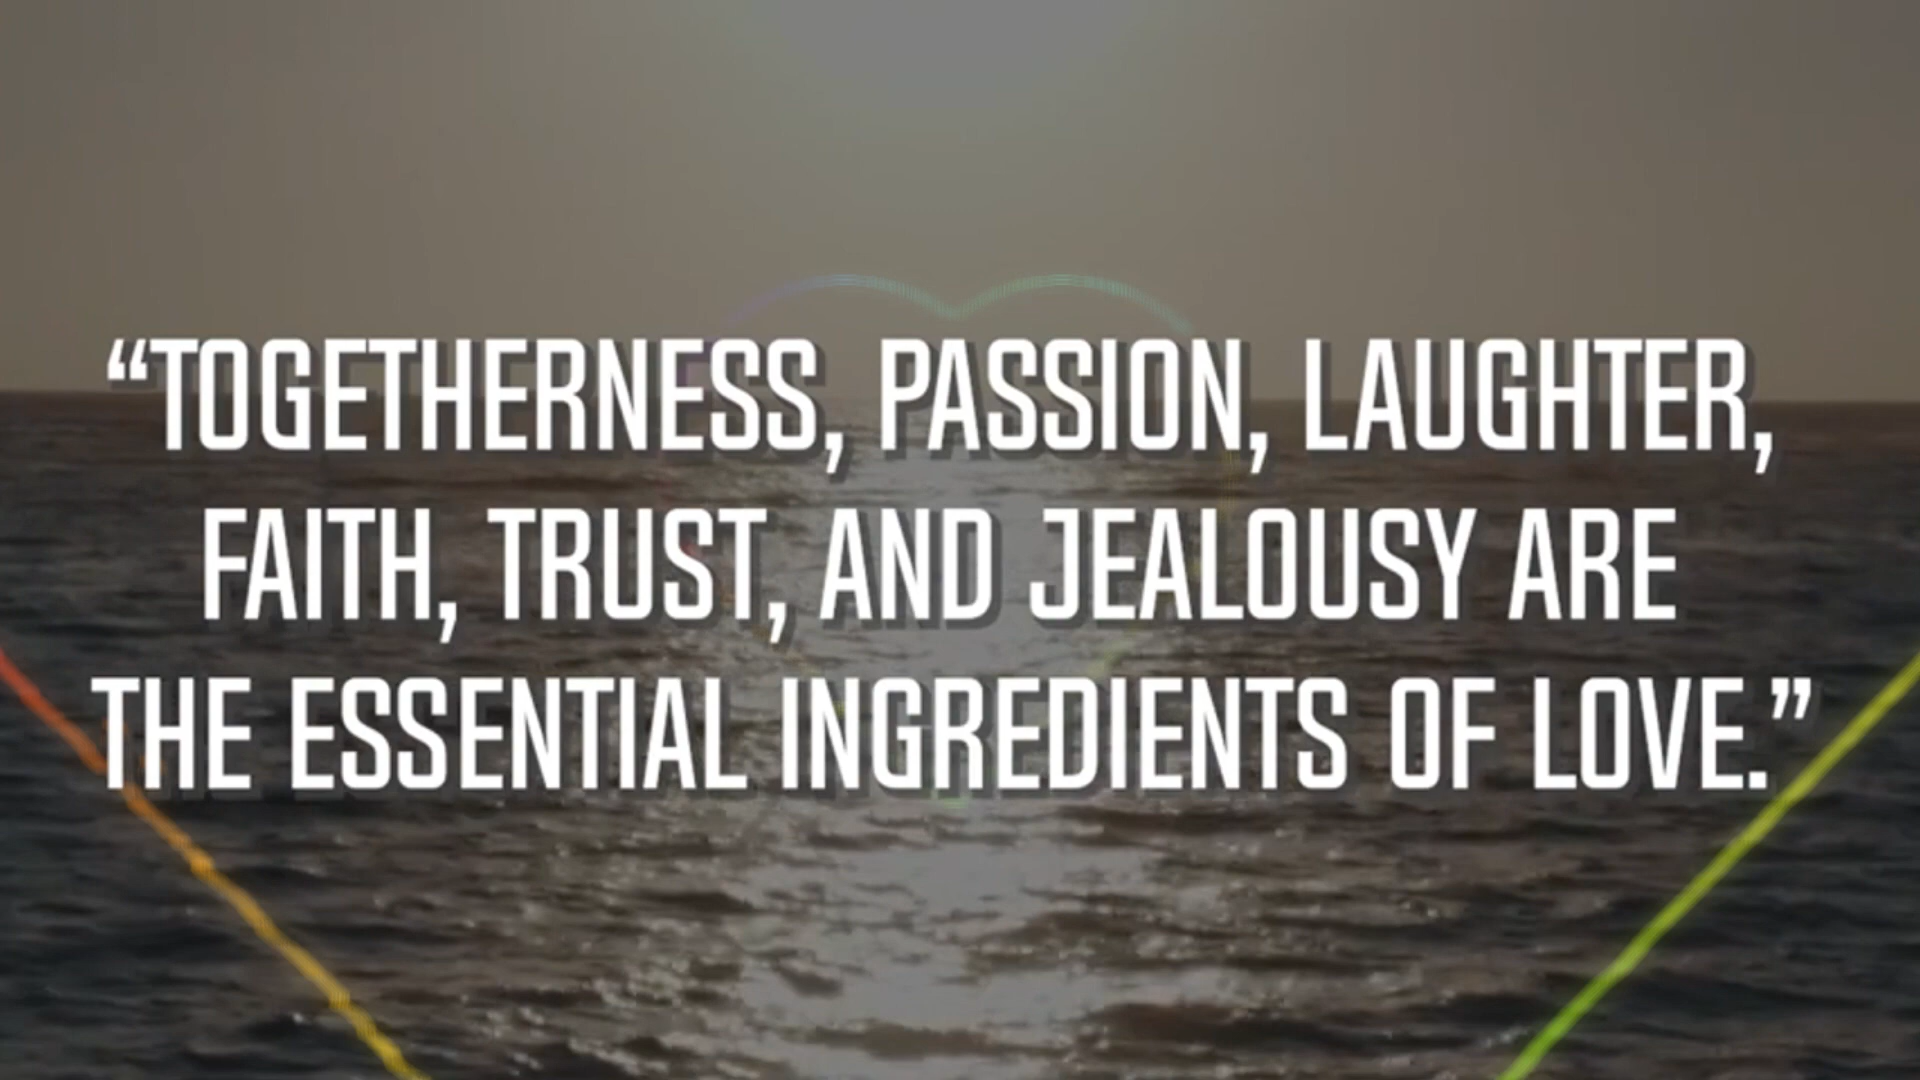 “TOGETHERNESS, PASSION, LAUGHTER,
FAITH, TRUST, AND JEALOUSY ARE
THE ESSENTIAL INGREDIENTS OF LOVE.”